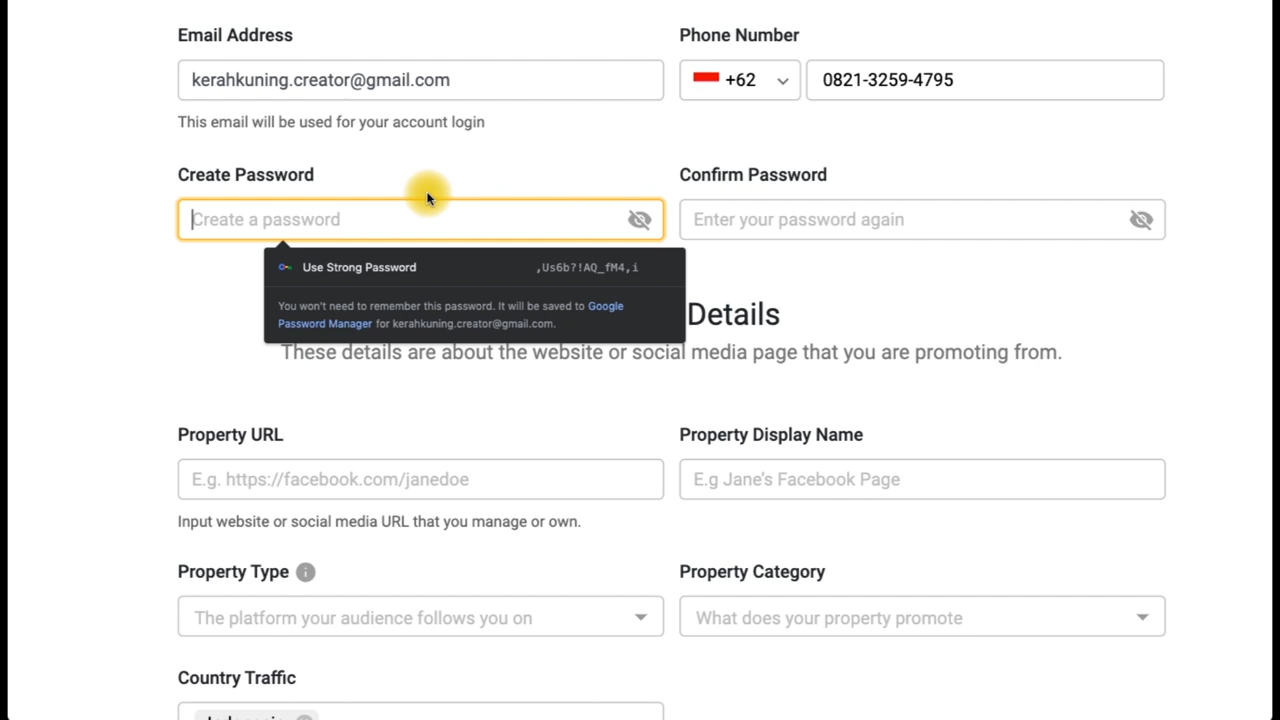 Email Address
Phone Number
kerahkuning.creator@gmail.com
+62
0821-3259-4795
This email will be used for your account login
Create Password
Confirm Password
Create a password
Enter your password again
Use Strong Password ,Us6b?!AQ_fM4,i
You won't need to remember this password. It will be saved to Google
Password Manager for kerahkuning.creator@gmail.com.
Details
These details are about the website or social media page that you are promoting from.
Property URL
Property Display Name
E.g. https://facebook.com/janedoe
E.g Jane's Facebook Page
Input website or social media URL that you manage or own.
Property Type
Property Category
The platform your audience follows you on
What does your property promote
Country Traffic